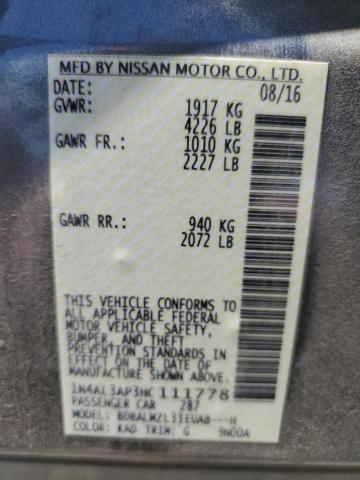 MFD BY NISSAN MOTOR CO., LTD.
DATE: 08/16
GVWR: 1917 KG
4226 LB
GAWR FR.: 1010 KG
2227 LB
GAWR RR.: 940 KG
2072 LB
THIS VEHICLE CONFORMS TO
ALL APPLICABLE FEDERAL
MOTOR VEHICLE SAFETY,
BUMPER, AND THEFT
PREVENTION STANDARDS
IN EFFECT ON THE DATE OF
MANUFACTURE SHOWN ABOVE.
1N4AL3AP3HC111778
PASSENGER CAR 287
MODEL: BDBALWZL33EUAB---H
COLOR: KAD TRIM: G 9N00A